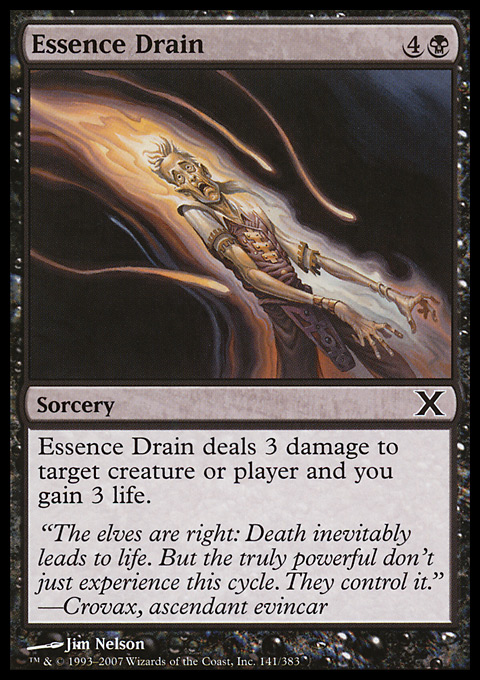 Essence Drain 4
Sorcery X
Essence Drain deals 3 damage to
target creature or player and you
gain 3 life.
“The elves are right: Death inevitably
leads to life. But the truly powerful don’t
just experience this cycle. They control it.”
—Crovax, ascendant evincar
Jim Nelson
™ & © 1993–2007 Wizards of the Coast, Inc. 141/383